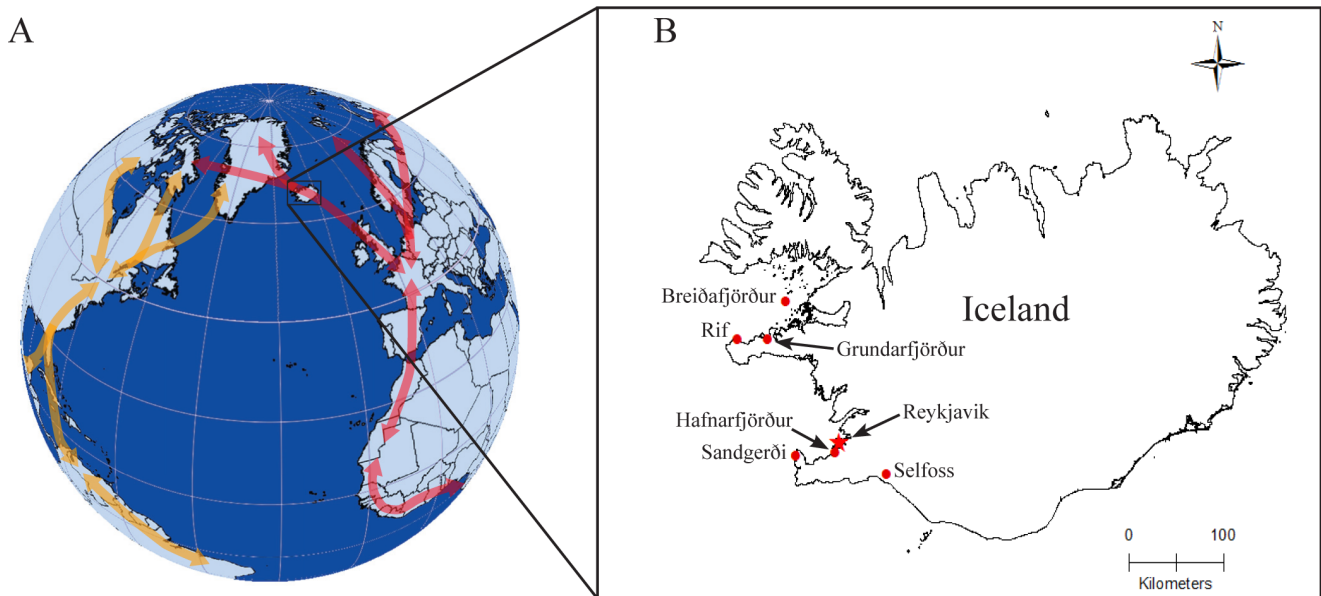 A
B
N
Breiðafjörður
Iceland
Rif
Grundarfjörður
Hafnarfjörður
Reykjavik
Sandgerði
Selfoss
0 100
Kilometers